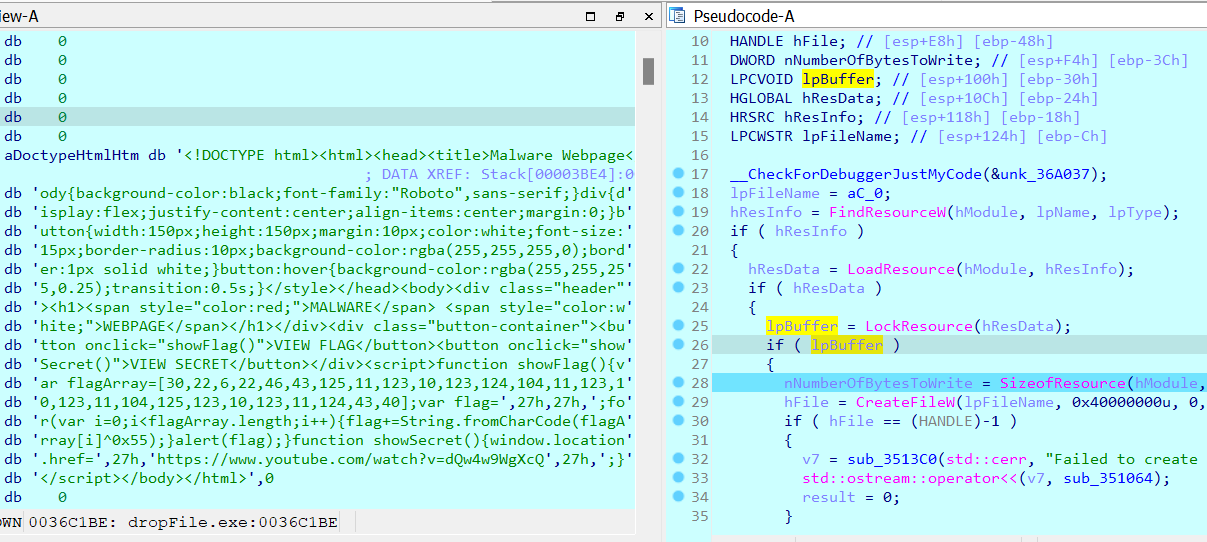 iew-A
db 0
db 0
db 0
db 0
db 0
db 0
aDoctypeHtmlHtm db '<!DOCTYPE html><html><head><title>Malware Webpage<
; DATA XREF: Stack[00003BE4]:0
db 'ody{background-color:black;font-family:"Roboto",sans-serif;}div{d'
db 'isplay:flex;justify-content:center;align-items:center;margin:0;}b'
db 'utton{width:150px;height:150px;margin:10px;color:white;font-size:'
db '15px;border-radius:10px;background-color:rgba(255,255,255,0);bord'
db 'er:1px solid white;}button:hover{background-color:rgba(255,255,25'
db '5,0.25);transition:0.5s;}</style></head><body><div class="header"'
db '><h1><span style="color:red;">MALWARE</span> <span style="color:w'
db 'hite;">WEBPAGE</span></h1></div><div class="button-container"><bu'
db 'tton onclick="showFlag()">VIEW FLAG</button><button onclick="show'
db 'Secret()">VIEW SECRET</button></div><script>function showFlag(){v'
db 'ar flagArray=[30,22,6,22,46,43,125,11,123,10,123,124,104,11,123,1'
db '0,123,11,104,125,123,10,123,11,124,43,40];var flag=',27h,27h,';fo'
db 'r(var i=0;i<flagArray.length;i++){flag+=String.fromCharCode(flagA'
db 'rray[i]^0x55);}alert(flag);}function showSecret(){window.location'
db '.href=',27h,'https://www.youtube.com/watch?v=dQw4w9WgXcQ',27h,';}'
db '</script></body></html>',0
db 0
OWN 0036C1BE: dropFile.exe:0036C1BE
Pseudocode-A
10 HANDLE hFile; // [esp+E8h] [ebp-48h]
11 DWORD nNumberOfBytesToWrite; // [esp+F4h] [ebp-3Ch]
12 LPCVOID lpBuffer; // [esp+100h] [ebp-30h]
13 HGLOBAL hResData; // [esp+10Ch] [ebp-24h]
14 HRSRC hResInfo; // [esp+118h] [ebp-18h]
15 LPCWSTR lpFileName; // [esp+124h] [ebp-Ch]
16
17 __CheckForDebuggerJustMyCode(&unk_36A037);
18 lpFileName = aC_0;
19 hResInfo = FindResourceW(hModule, lpName, lpType);
20 if ( hResInfo )
21 {
22 hResData = LoadResource(hModule, hResInfo);
23 if ( hResData )
24 {
25 lpBuffer = LockResource(hResData);
26 if ( lpBuffer )
27 {
28 nNumberOfBytesToWrite = SizeofResource(hModule,
29 hFile = CreateFileW(lpFileName, 0x40000000u, 0,
30 if ( hFile == (HANDLE)-1 )
31 {
32 v7 = sub_3513C0(std::cerr, "Failed to create
33 std::ostream::operator<<(v7, sub_351064);
34 result = 0;
35 }